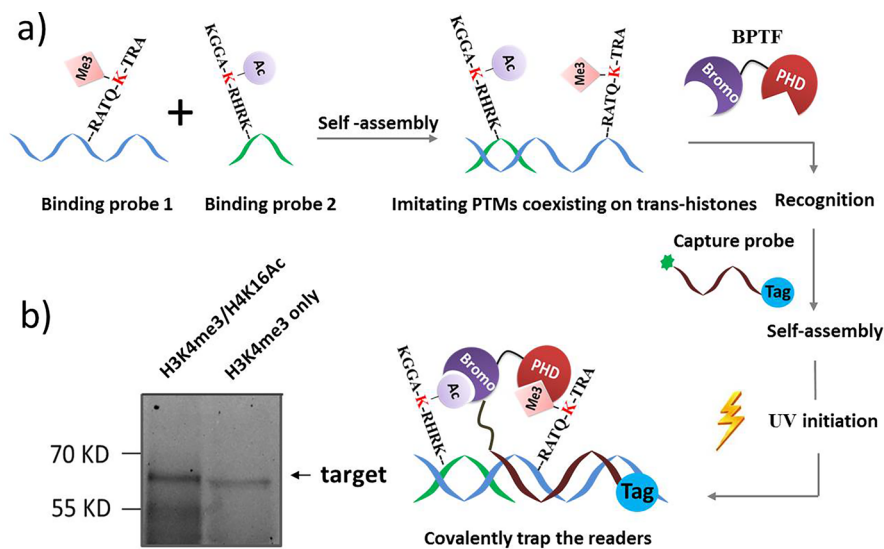 a)
Me3
RATQ-K-TRA
KGGA-K-RHRK
Ac
+
Self -assembly
KGGA-K-RHRK
Ac
Me3
RATQ-K-TRA
BPTF
Bromo
PHD
Binding probe 1
Binding probe 2
Imitating PTMs coexisting on trans-histones
Recognition
Capture probe
Tag
Self-assembly
UV initiation
b)
H3K4me3/H4K16Ac
H3K4me3 only
70 KD
55 KD
← target
KGGA-K-RHRK
Ac
Bromo
PHD
Me3
RATQ-K-TRA
Tag
Covalently trap the readers